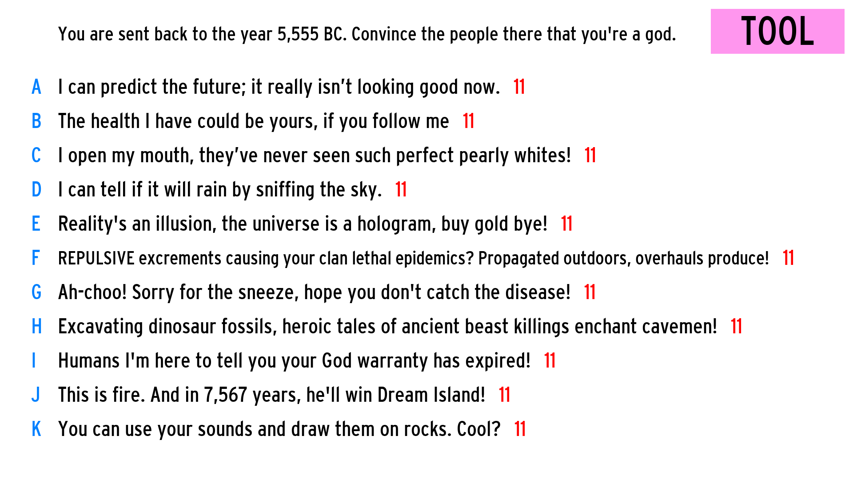 You are sent back to the year 5,555 BC. Convince the people there that you're a god.
TOOL
A I can predict the future; it really isn’t looking good now. 11
B The health I have could be yours, if you follow me 11
C I open my mouth, they’ve never seen such perfect pearly whites! 11
D I can tell if it will rain by sniffing the sky. 11
E Reality's an illusion, the universe is a hologram, buy gold bye! 11
F REPULSIVE excrements causing your clan lethal epidemics? Propagated outdoors, overhauls produce! 11
G Ah-choo! Sorry for the sneeze, hope you don't catch the disease! 11
H Excavating dinosaur fossils, heroic tales of ancient beast killings enchant cavemen! 11
I Humans I'm here to tell you your God warranty has expired! 11
J This is fire. And in 7,567 years, he'll win Dream Island! 11
K You can use your sounds and draw them on rocks. Cool? 11